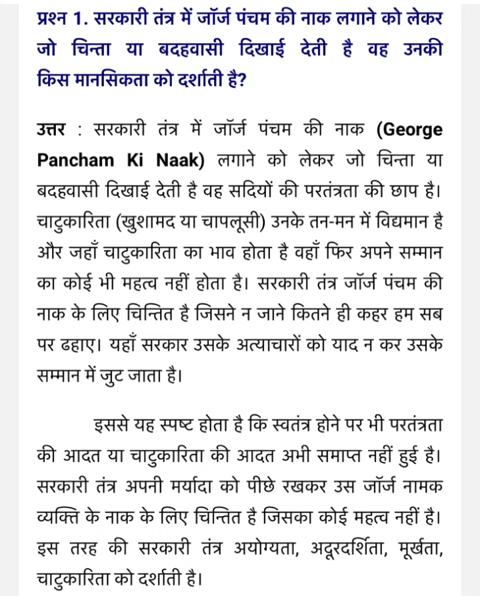 प्रश्न 1. सरकारी तंत्र में जॉर्ज पंचम की नाक लगाने को लेकर
जो चिन्ता या बदहवासी दिखाई देती है वह उनकी
किस मानसिकता को दर्शाती है?
उत्तर : सरकारी तंत्र में जॉर्ज पंचम की नाक (George
Pancham Ki Naak) लगाने को लेकर जो चिन्ता या
बदहवासी दिखाई देती है वह सदियों की परतंत्रता की छाप है।
चाटुकारिता (खुशामद या चापलूसी) उनके तन-मन में विद्यमान है
और जहाँ चाटुकारिता का भाव होता है वहाँ फिर अपने सम्मान
का कोई भी महत्व नहीं होता है। सरकारी तंत्र जॉर्ज पंचम की
नाक के लिए चिन्तित है जिसने न जाने कितने ही कहर हम सब
पर ढहाए। यहाँ सरकार उसके अत्याचारों को याद न कर उसके
सम्मान में जुट जाता है।
इससे यह स्पष्ट होता है कि स्वतंत्र होने पर भी परतंत्रता
की आदत या चाटुकारिता की आदत अभी समाप्त नहीं हुई है।
सरकारी तंत्र अपनी मर्यादा को पीछे रखकर उस जॉर्ज नामक
व्यक्ति के नाक के लिए चिन्तित है जिसका कोई महत्व नहीं है।
इस तरह की सरकारी तंत्र अयोग्यता, अदूरदर्शिता, मूर्खता,
चाटुकारिता को दर्शाती है।